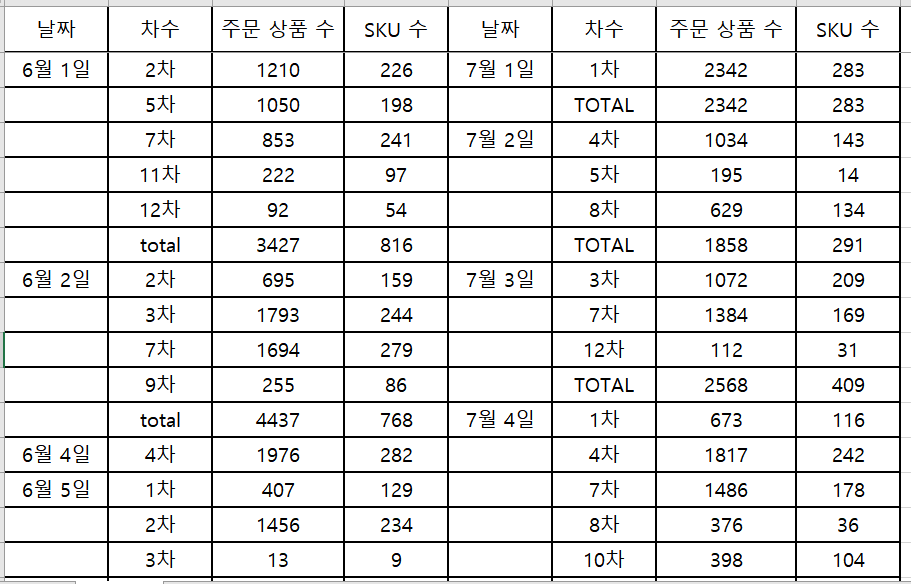 날짜 차수 주문 상품 수 SKU 수 날짜 차수 주문 상품 수 SKU 수
6월 1일 2차 1210 226 7월 1일 1차 2342 283
5차 1050 198 TOTAL 2342 283
7차 853 241 7월 2일 4차 1034 143
11차 222 97 5차 195 14
12차 92 54 8차 629 134
total 3427 816 TOTAL 1858 291
6월 2일 2차 695 159 7월 3일 3차 1072 209
3차 1793 244 7차 1384 169
7차 1694 279 12차 112 31
9차 255 86 TOTAL 2568 409
total 4437 768 7월 4일 1차 673 116
6월 4일 4차 1976 282 4차 1817 242
6월 5일 1차 407 129 7차 1486 178
2차 1456 234 8차 376 36
3차 13 9 10차 398 104